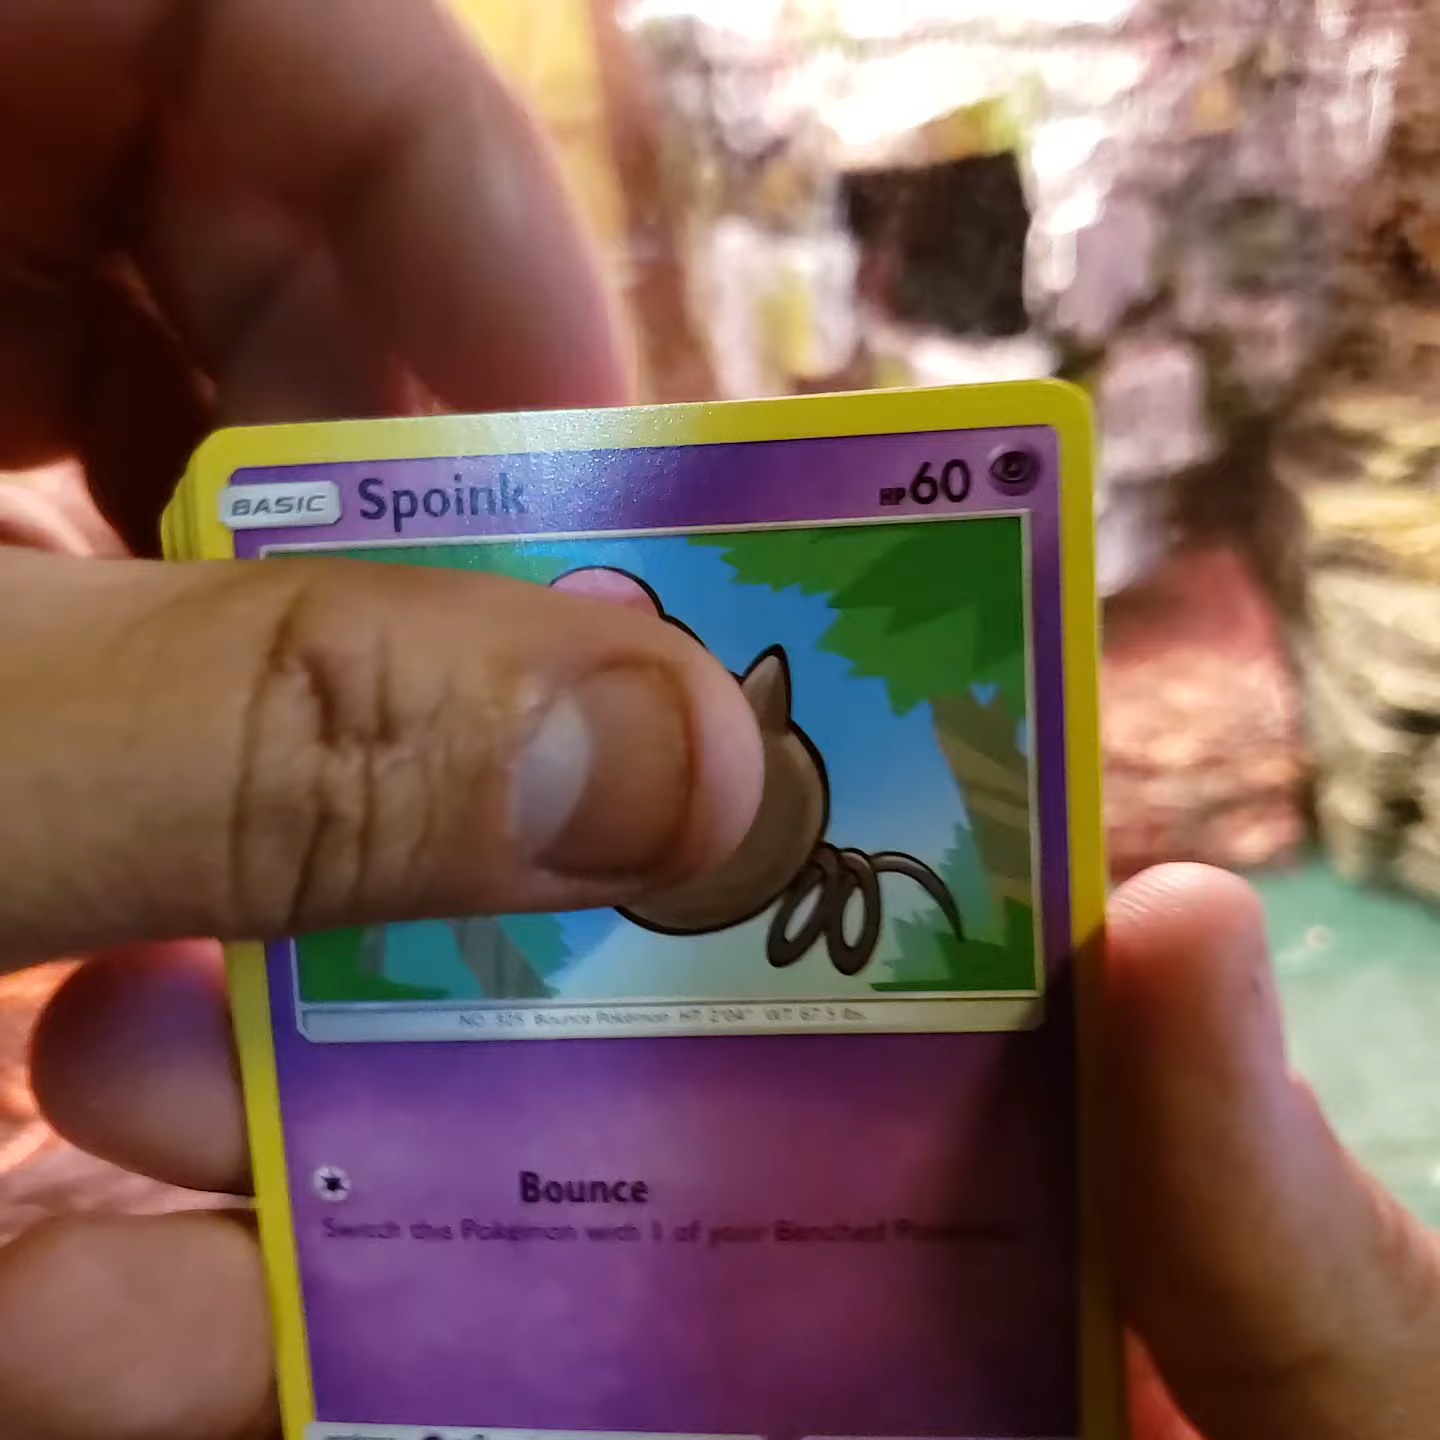 BASIC Spoink HP 60
NO. 325 Bounce Pokémon HT: 2'04" WT: 67.5 lbs.
Bounce
Switch this Pokémon with 1 of your Benched Pokémon.